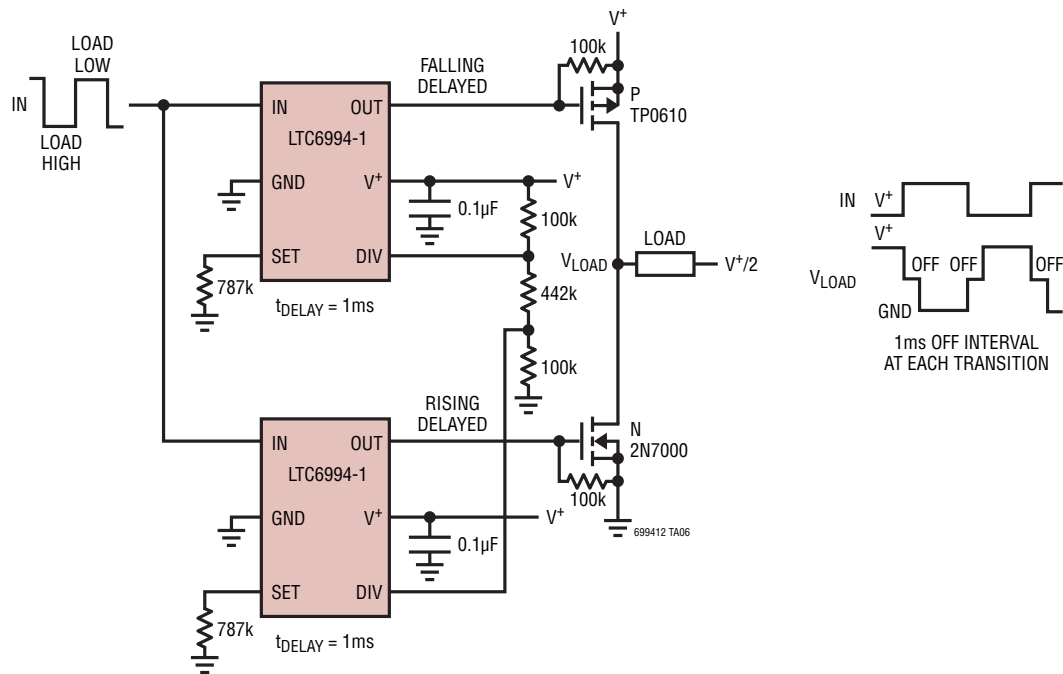 LOAD
LOW
IN
LOAD
HIGH
FALLING
DELAYED
IN
OUT
LTC6994-1
GND
V+
SET
DIV
787k
tDELAY = 1ms
0.1µF
V+
100k
442k
100k
V+
100k
P
TP0610
VLOAD
LOAD
V+/2
RISING
DELAYED
IN
OUT
LTC6994-1
GND
V+
SET
DIV
787k
tDELAY = 1ms
0.1µF
V+
N
2N7000
100k
699412 TA06
IN
V+
V+
VLOAD
OFF
OFF
OFF
GND
1ms OFF INTERVAL
AT EACH TRANSITION